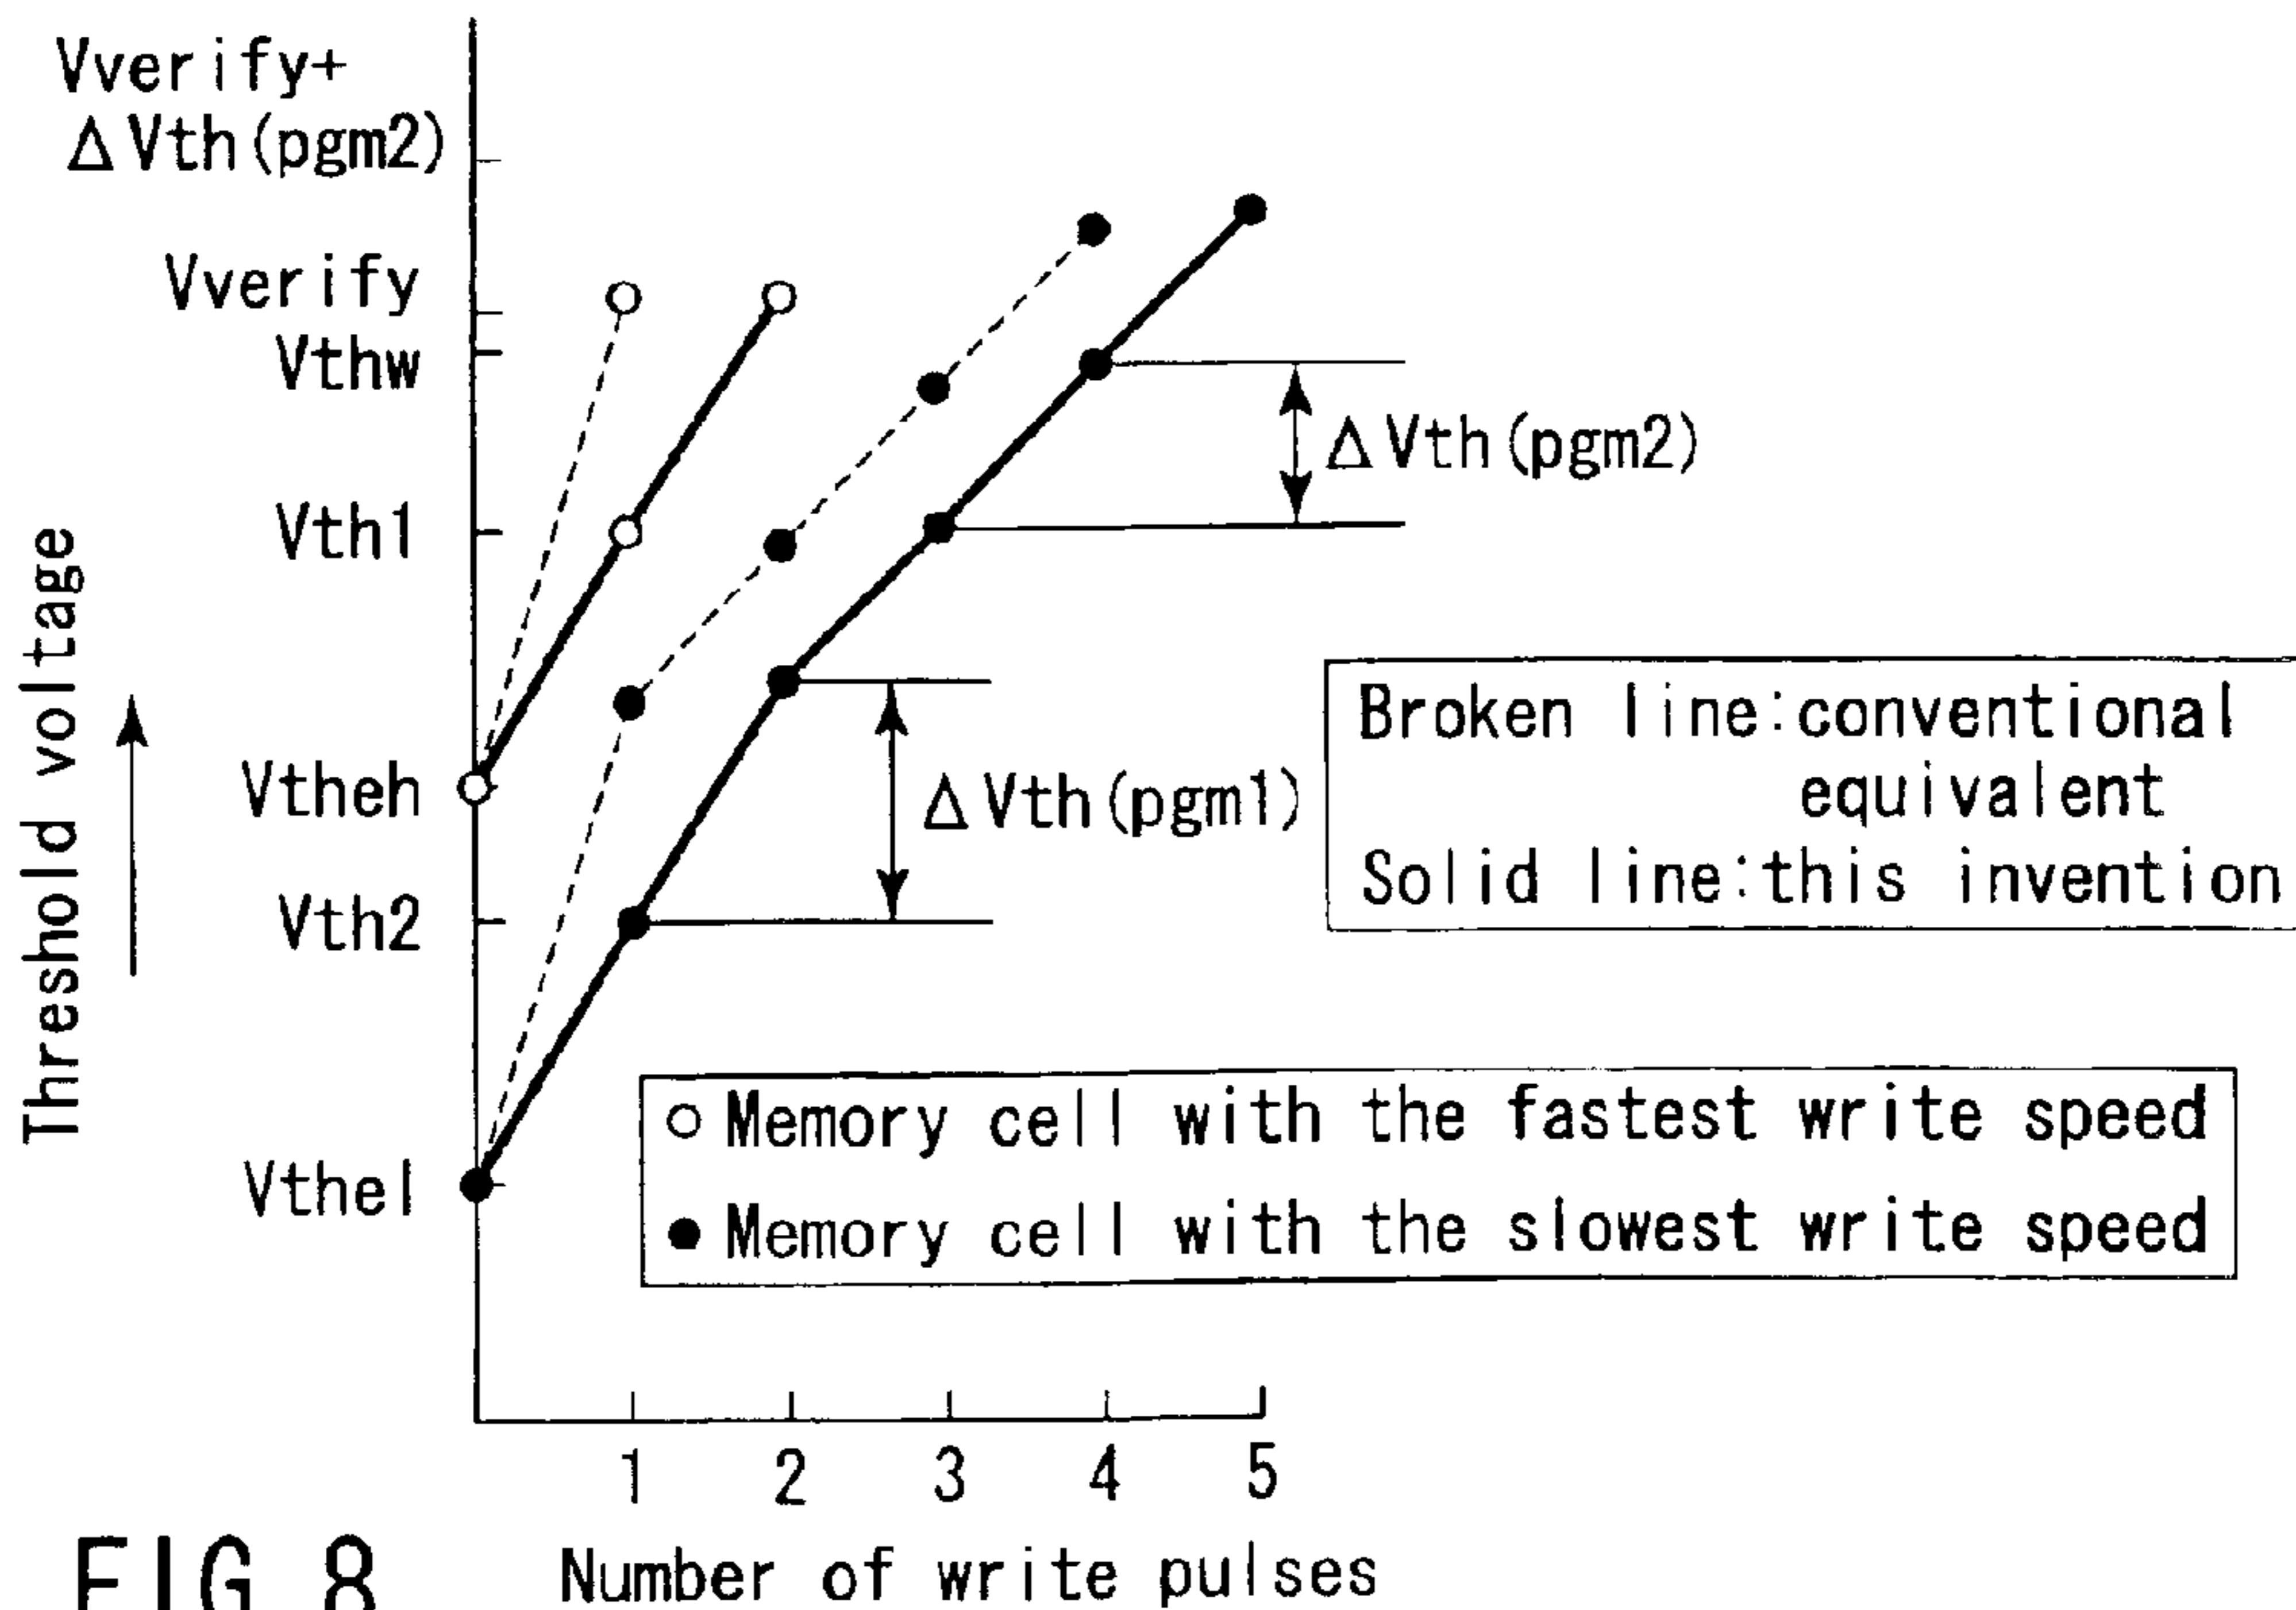 Vverify+
ΔVth(pgm2)
Vverify
Vthw
Vth1
Vtheh
Vth2
Vthel
Threshold voltage
ΔVth(pgm2)
ΔVth(pgm1)
Broken line:conventional
equivalent
Solid line:this invention
Memory cell with the fastest write speed
Memory cell with the slowest write speed
1 2 3 4 5
Number of write pulses
FIG. 8